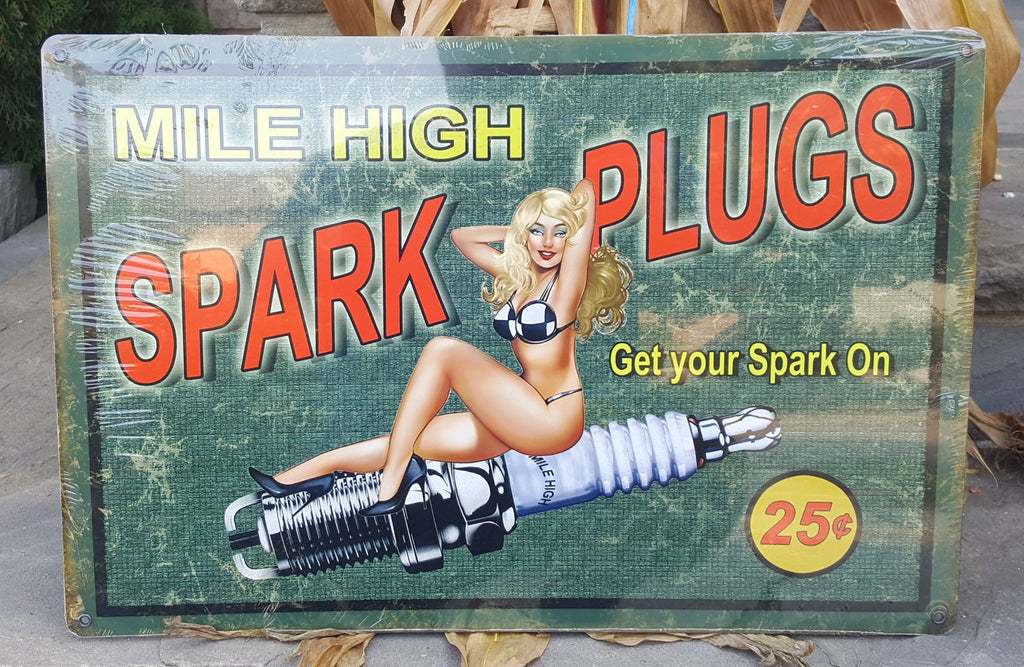 MILE HIGH
SPARK PLUGS
Get your Spark On
MILE HIGH
25¢